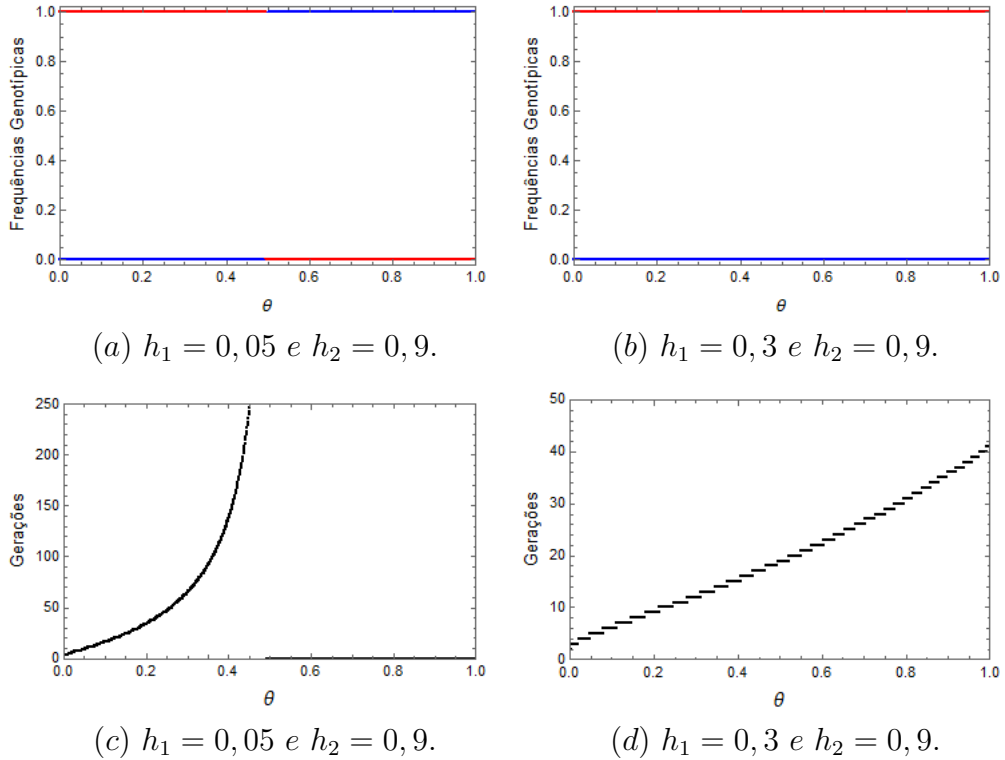 Frequências Genotípicas
1.0
0.8
0.6
0.4
0.2
0.0
0.0 0.2 0.4 0.6 0.8 1.0
θ
(a) h₁ = 0,05 e h₂ = 0,9.
Frequências Genotípicas
1.0
0.8
0.6
0.4
0.2
0.0
0.0 0.2 0.4 0.6 0.8 1.0
θ
(b) h₁ = 0,3 e h₂ = 0,9.
Gerações
250
200
150
100
50
0
0.0 0.2 0.4 0.6 0.8 1.0
θ
(c) h₁ = 0,05 e h₂ = 0,9.
Gerações
50
40
30
20
10
0
0.0 0.2 0.4 0.6 0.8 1.0
θ
(d) h₁ = 0,3 e h₂ = 0,9.